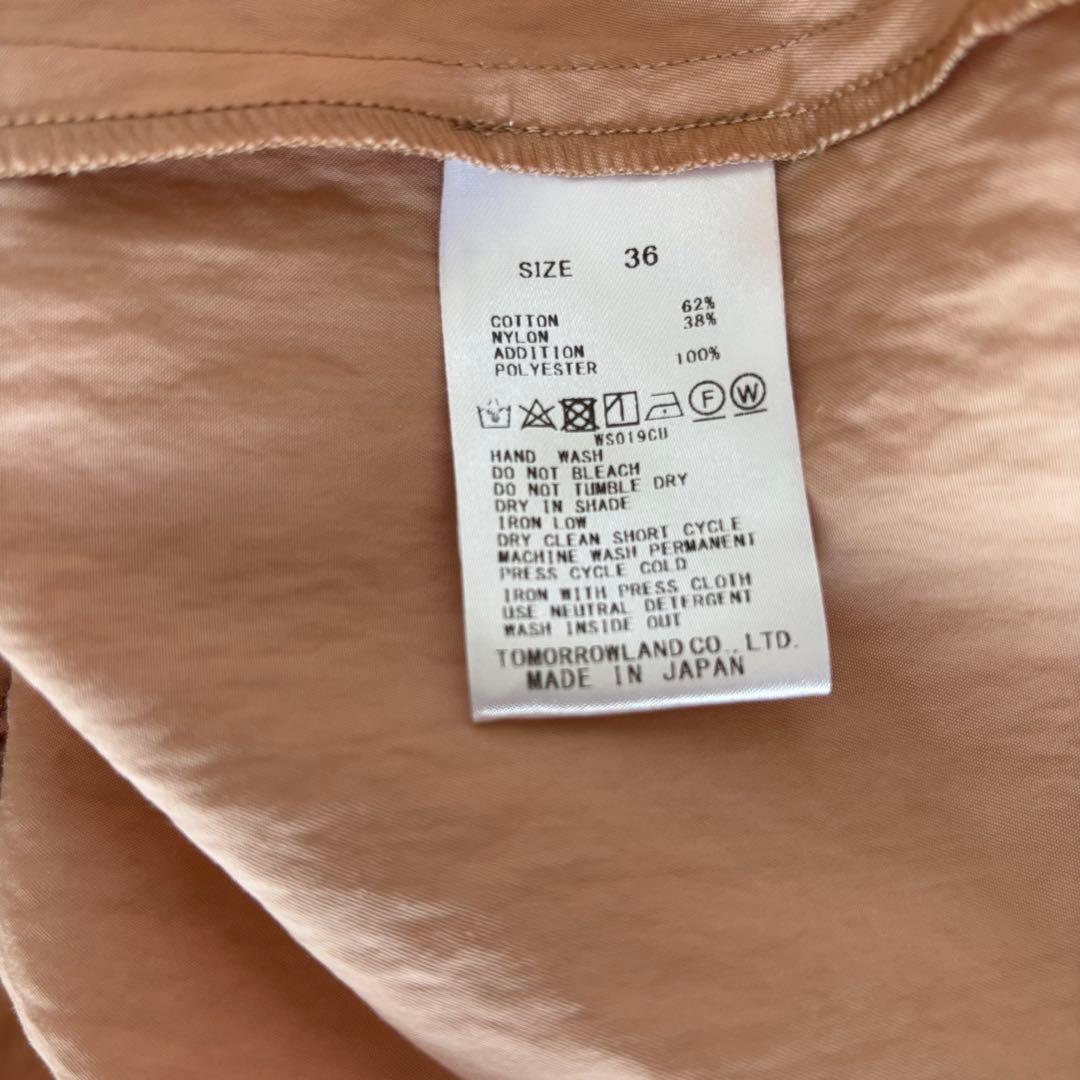 SIZE 36
COTTON 62%
NYLON 38%
ADDITION
POLYESTER 100%
F W
WS019CU
HAND WASH
DO NOT BLEACH
DO NOT TUMBLE DRY
DRY IN SHADE
IRON LOW
DRY CLEAN SHORT CYCLE
MACHINE WASH PERMANENT
PRESS CYCLE COLD
IRON WITH PRESS CLOTH
USE NEUTRAL DETERGENT
WASH INSIDE OUT
TOMORROWLAND CO., LTD.
MADE IN JAPAN